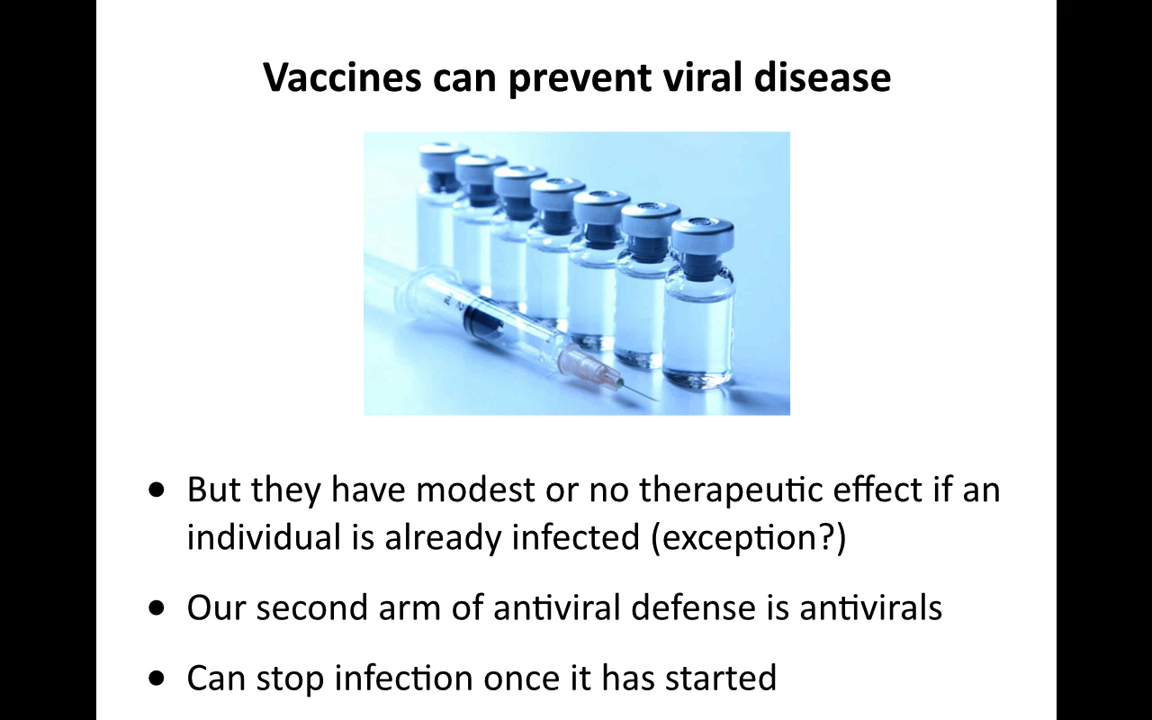 Vaccines can prevent viral disease
• But they have modest or no therapeutic effect if an
individual is already infected (exception?)
• Our second arm of antiviral defense is antivirals
• Can stop infection once it has started